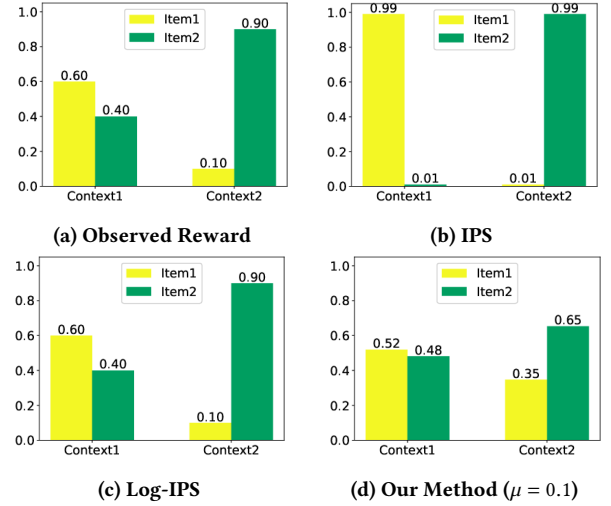 1.0
0.8
0.6
0.4
0.2
0.0
Item1
Item2
0.60
0.40
0.10
0.90
Context1 Context2
(a) Observed Reward
1.0
0.8
0.6
0.4
0.2
0.0
Item1
Item2
0.99
0.01
0.01
0.99
Context1 Context2
(b) IPS
1.0
0.8
0.6
0.4
0.2
0.0
Item1
Item2
0.60
0.40
0.10
0.90
Context1 Context2
(c) Log-IPS
1.0
0.8
0.6
0.4
0.2
0.0
Item1
Item2
0.52
0.48
0.35
0.65
Context1 Context2
(d) Our Method (μ = 0.1)